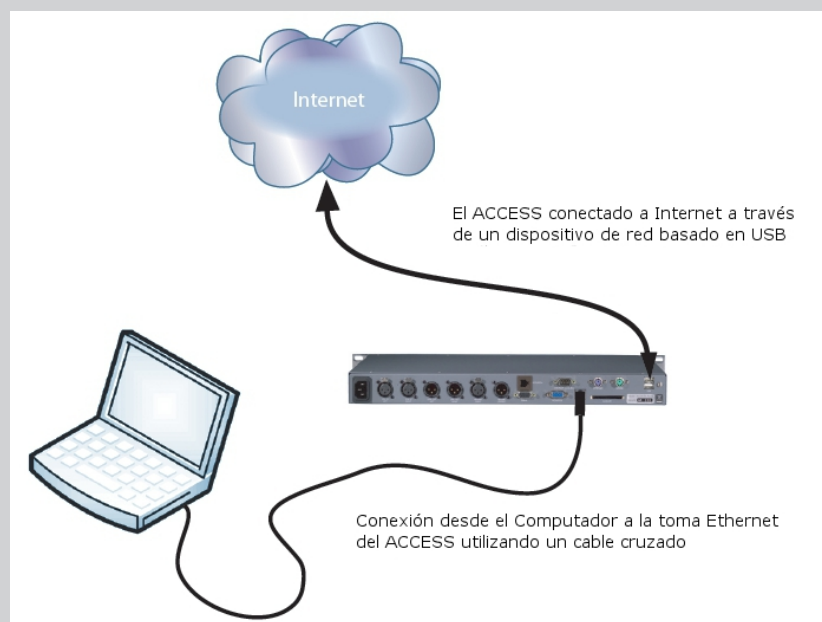 Internet
El ACCESS conectado a Internet a través
de un dispositivo de red basado en USB
Conexión desde el Computador a la toma Ethernet
del ACCESS utilizando un cable cruzado